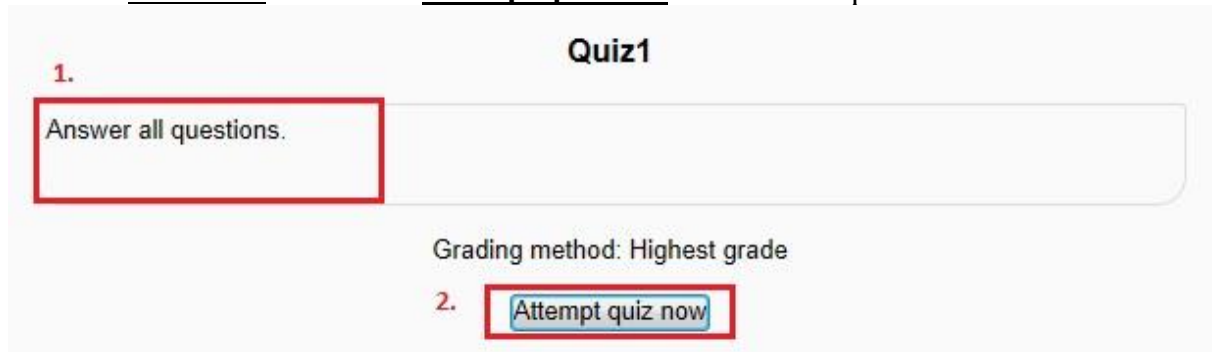 Quiz1
1.
Answer all questions.
Grading method: Highest grade
2.
Attempt quiz now